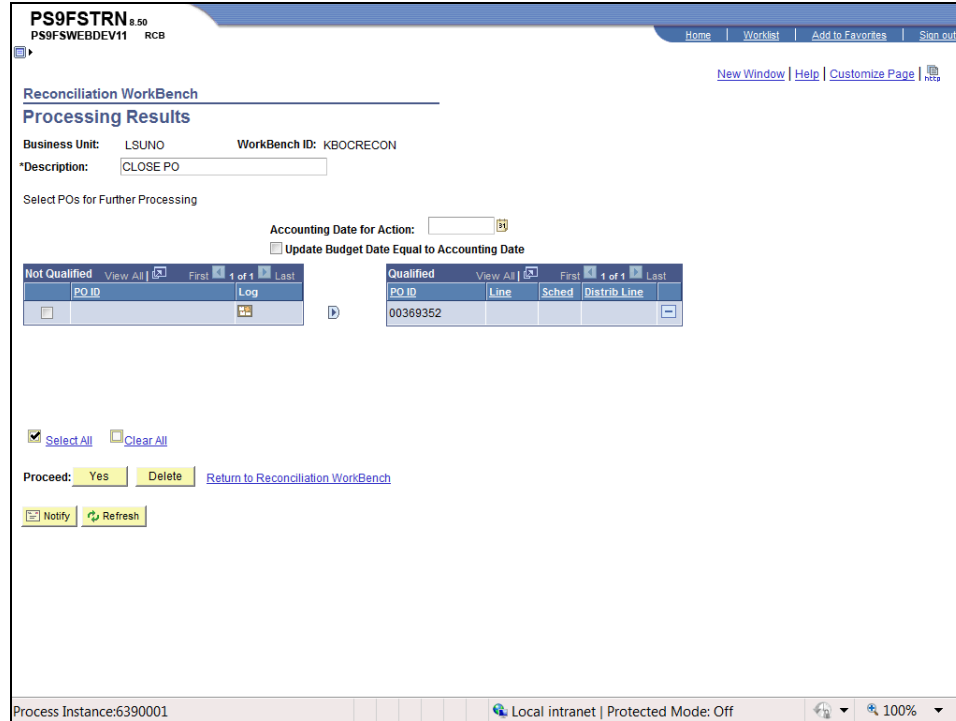 PS9FSTRN 8.50
PS9FSWEBDEV11 RCB
Home | Worklist | Add to Favorites | Sign out
New Window | Help | Customize Page | http
Reconciliation WorkBench
Processing Results
Business Unit: LSUNO WorkBench ID: KBOCRECON
*Description: CLOSE PO
Select POs for Further Processing
Accounting Date for Action: 31
Update Budget Date Equal to Accounting Date
Not Qualified View All | First 1 of 1 Last
PO ID Log
Qualified View All | First 1 of 1 Last
PO ID Line Sched Distrib Line
00369352
Select All Clear All
Proceed: Yes Delete Return to Reconciliation WorkBench
Notify Refresh
Process Instance:6390001 Local intranet | Protected Mode: Off 100%